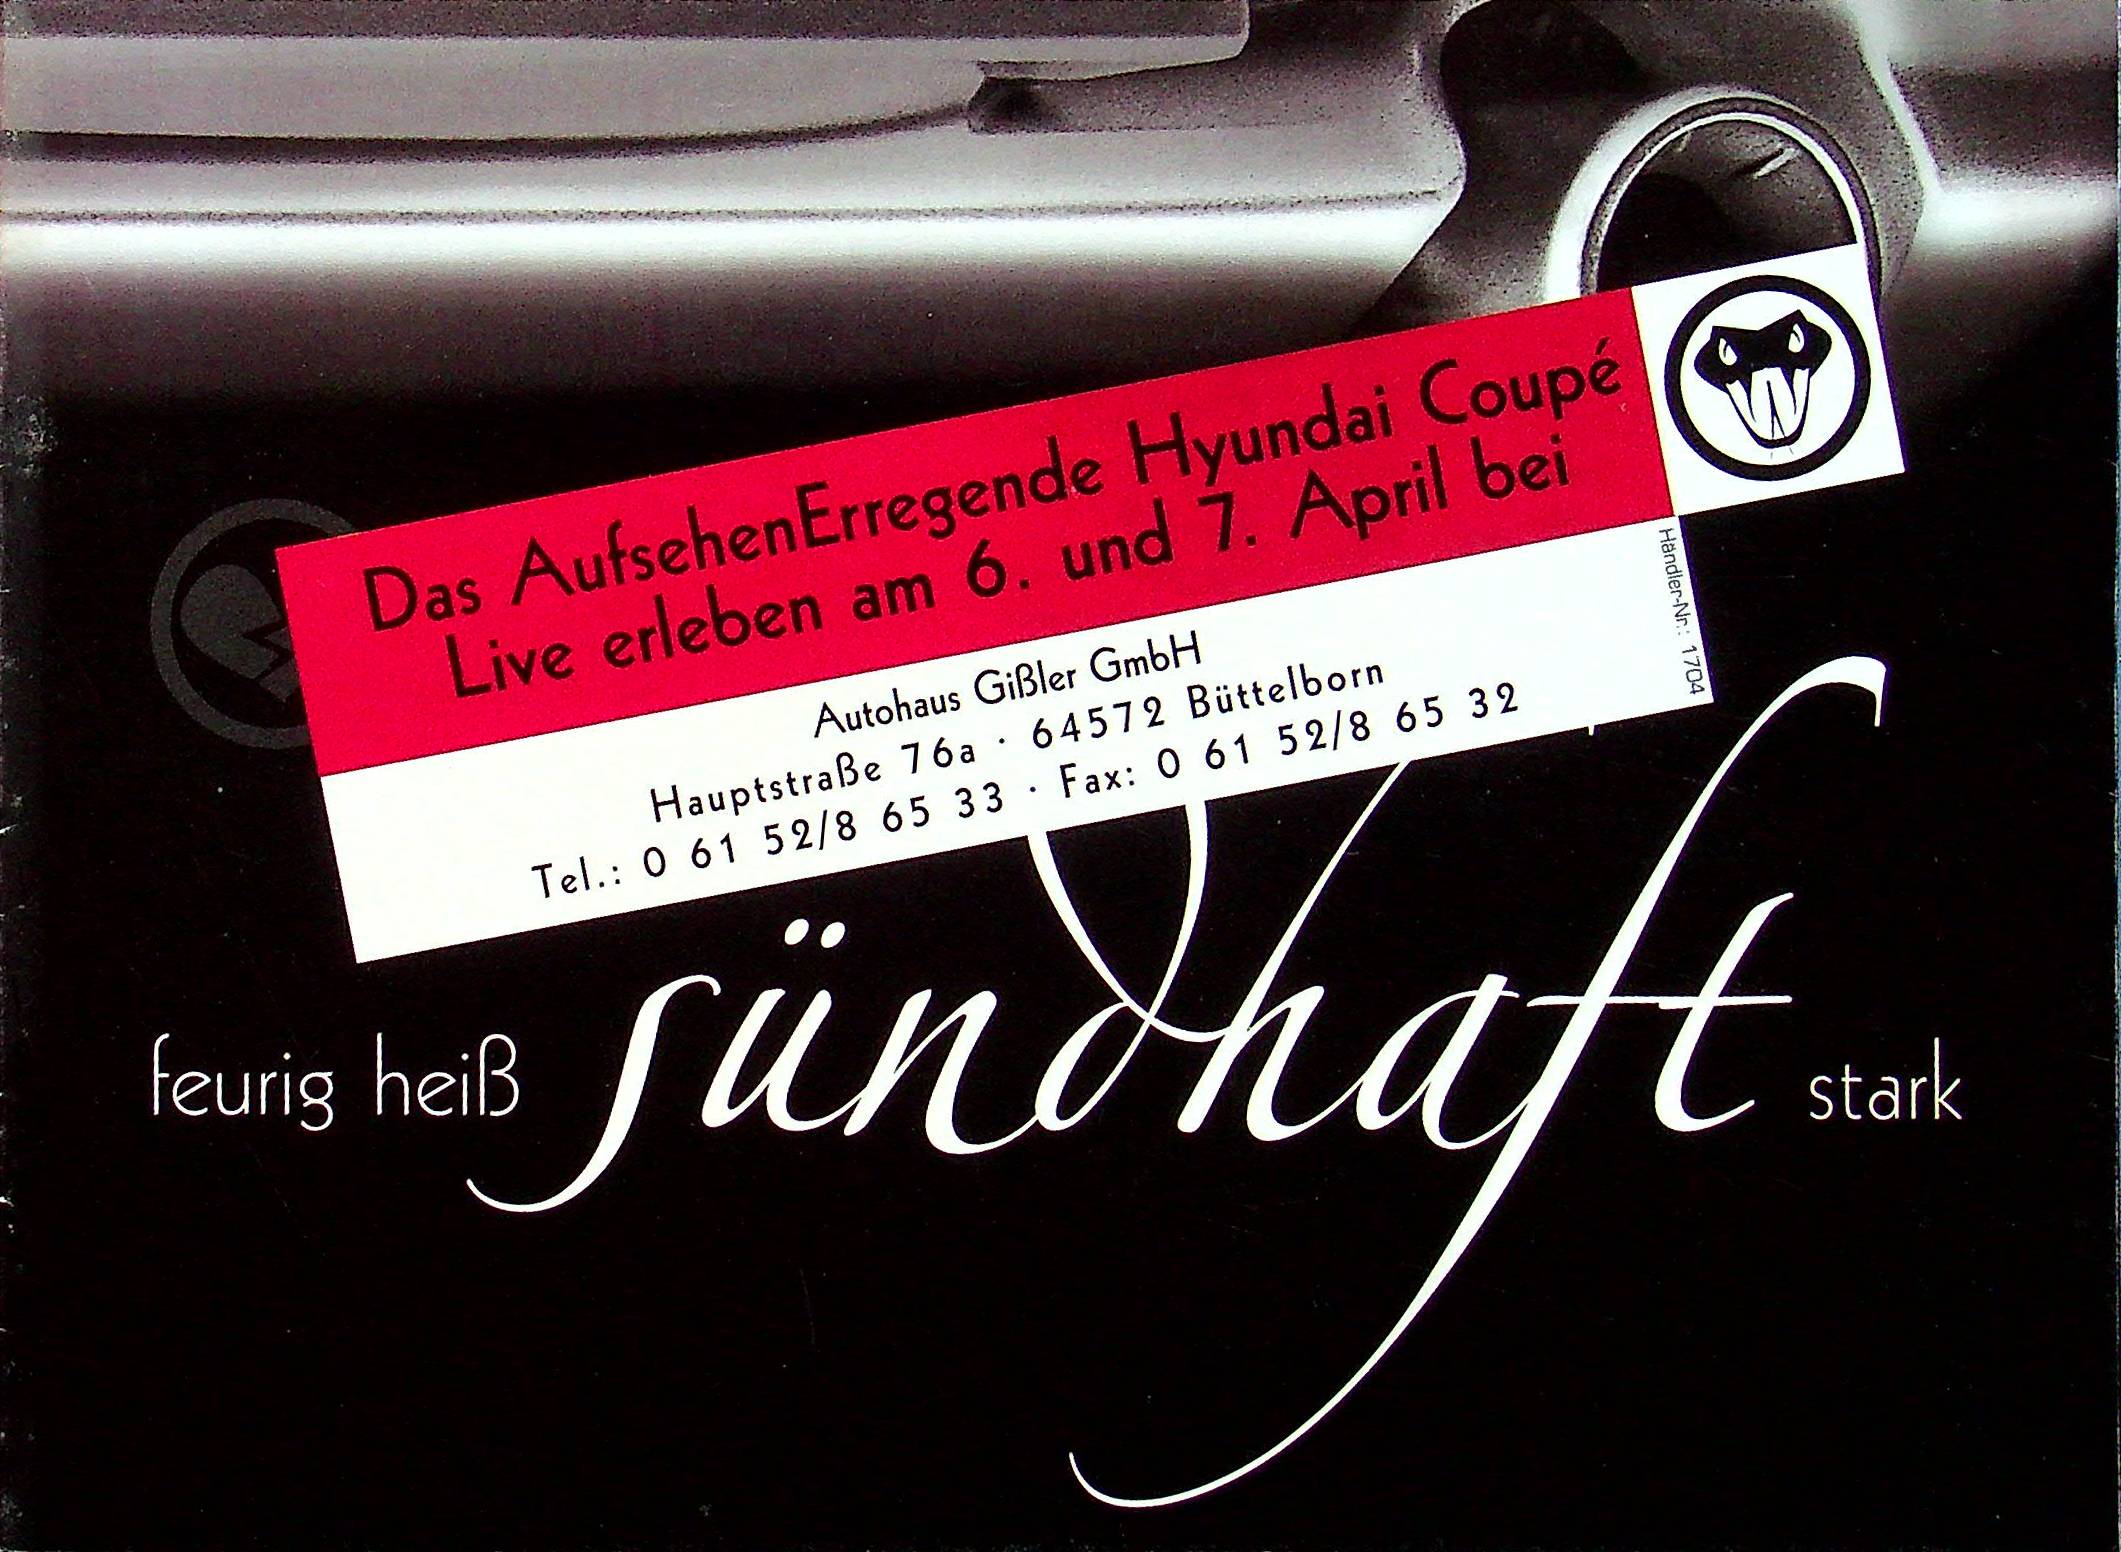 Das AufsehenErregende Hyundai Coupé
Live erleben am 6. und 7. April bei
Autohaus Gißler GmbH
Hauptstraße 76a · 64572 Büttelborn
Tel.: 0 61 52/8 65 33 · Fax: 0 61 52/8 65 32
Händler-Nr.: 1704
feurig heiß sündhaft stark